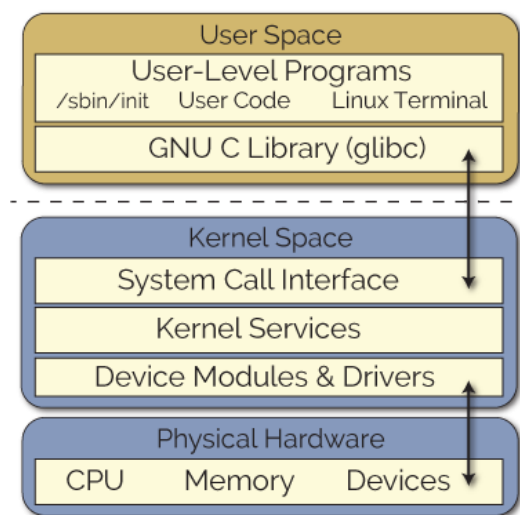 User Space
User-Level Programs
/sbin/init User Code Linux Terminal
GNU C Library (glibc)
Kernel Space
System Call Interface
Kernel Services
Device Modules & Drivers
Physical Hardware
CPU Memory Devices